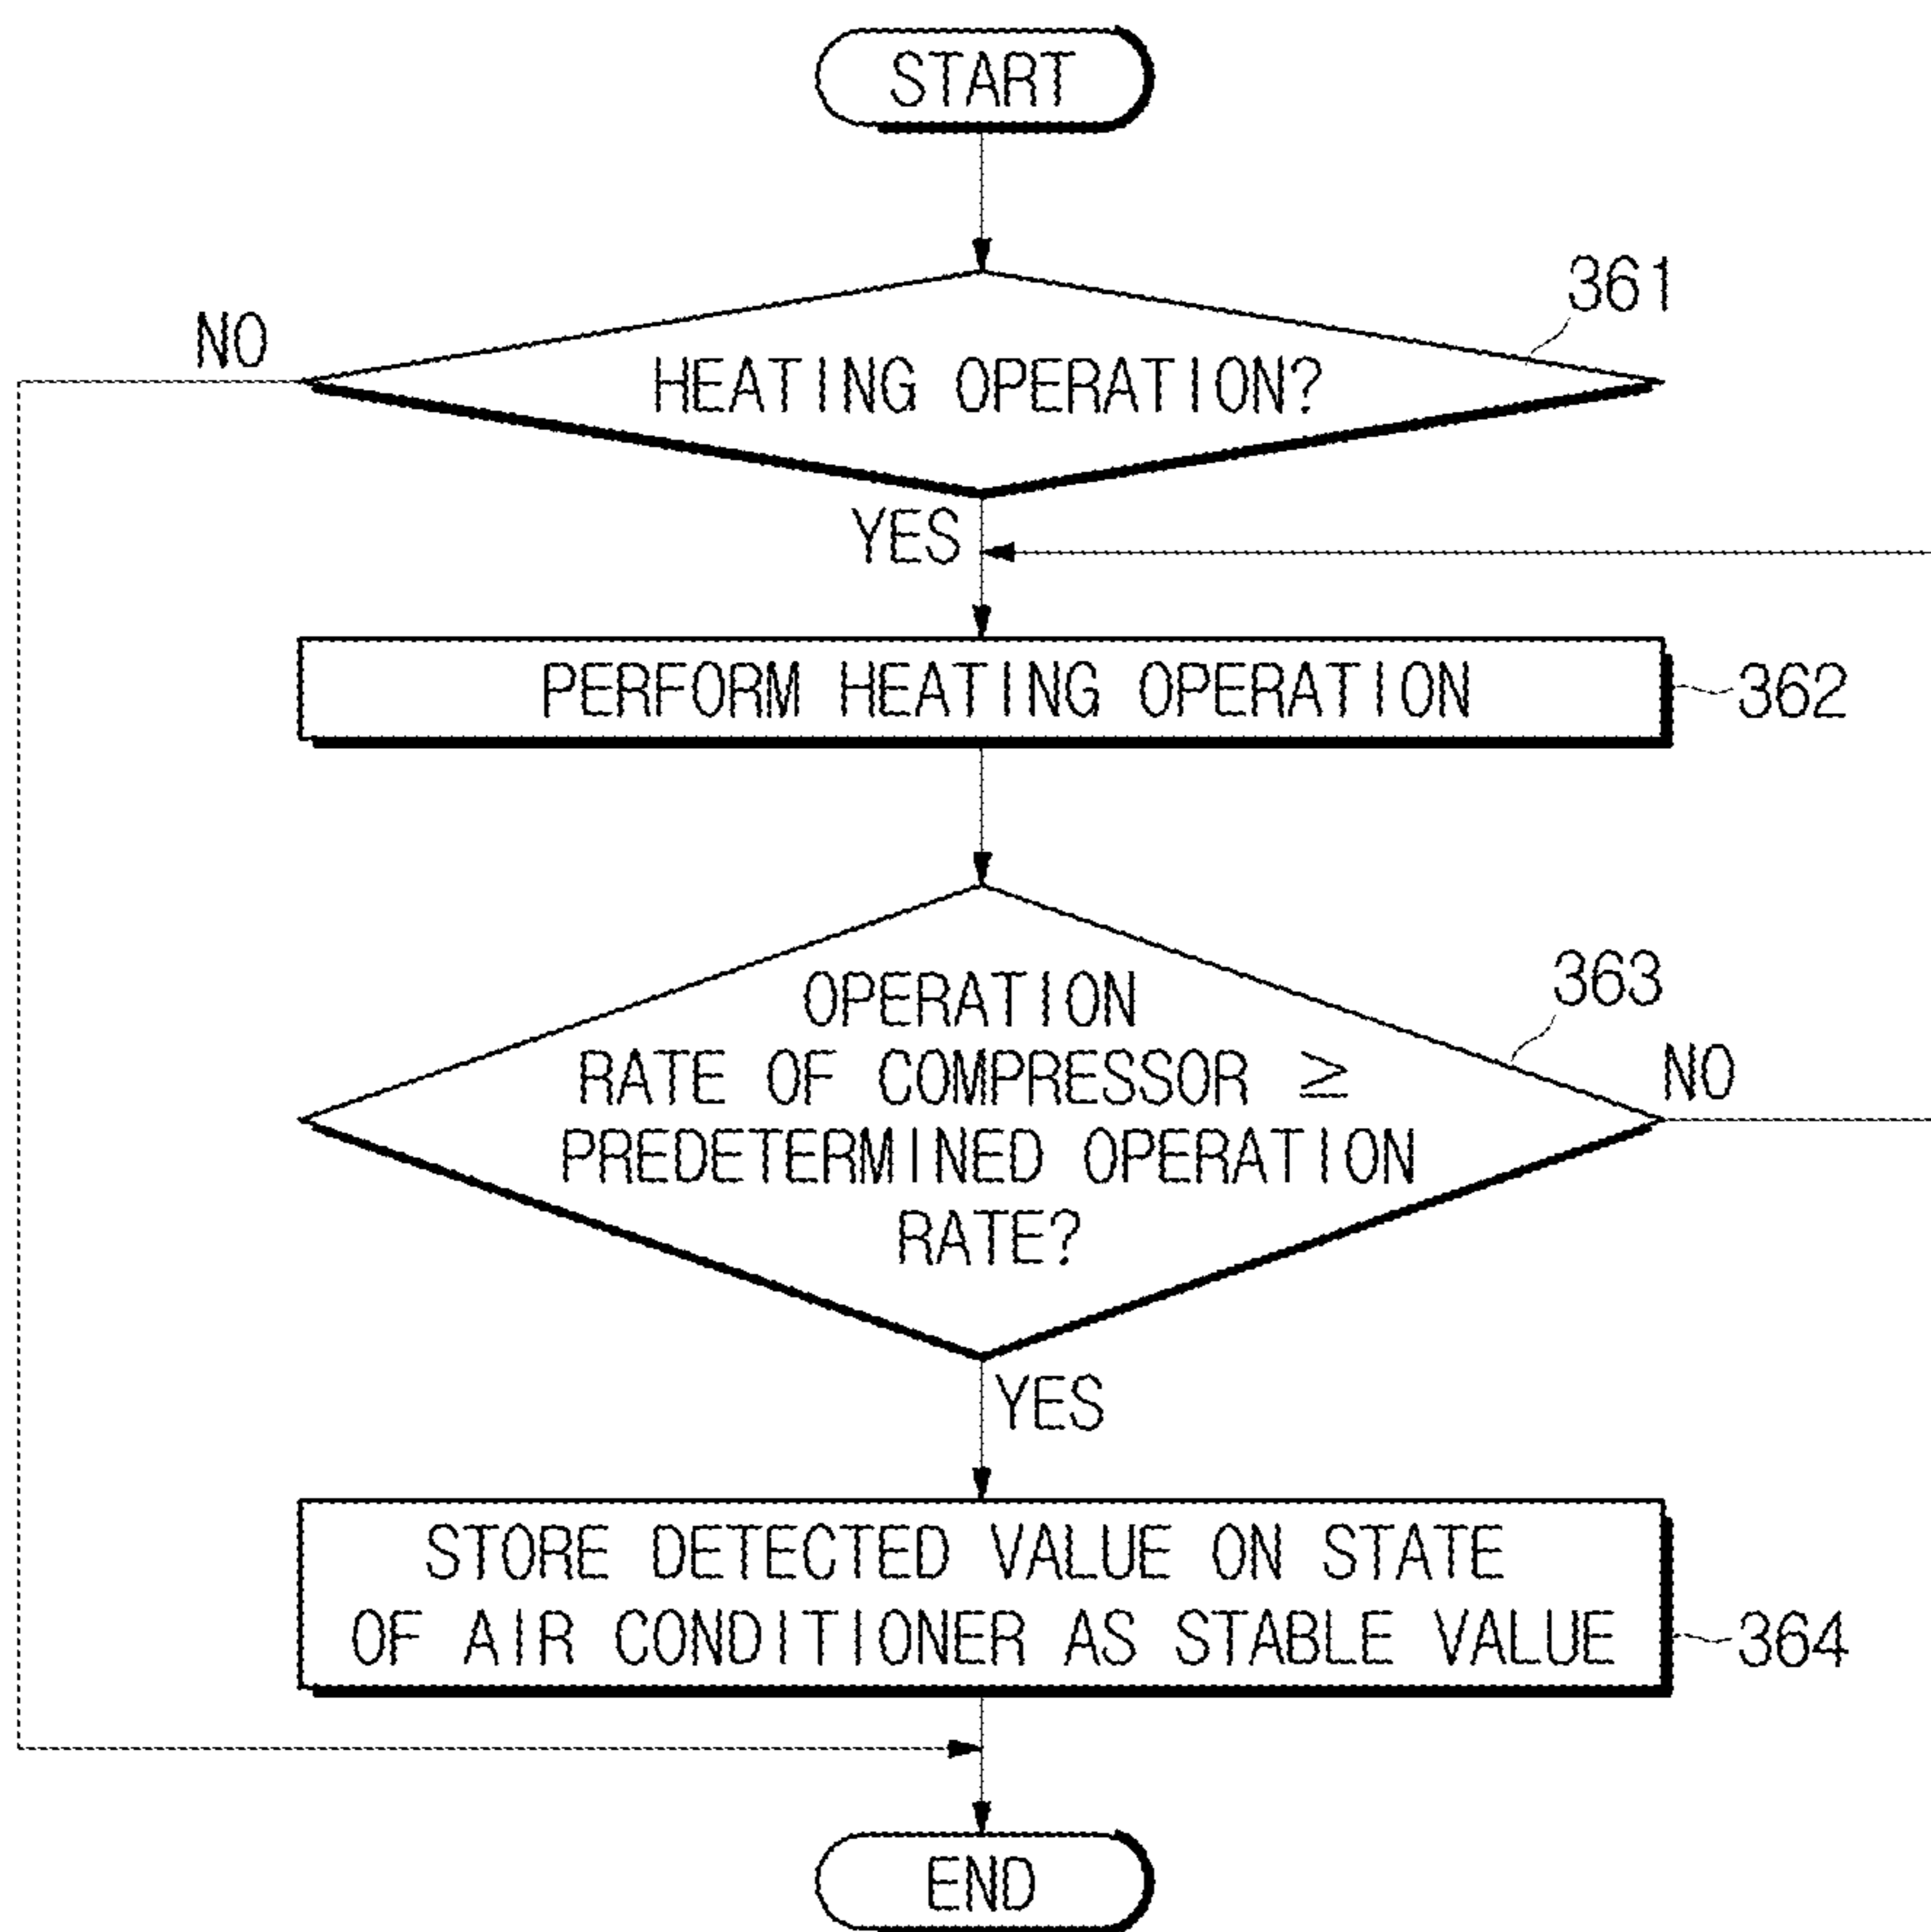 START
361
NO
HEATING OPERATION?
YES
PERFORM HEATING OPERATION
362
363
OPERATION
RATE OF COMPRESSOR ≥
NO
PREDETERMINED OPERATION
RATE?
YES
STORE DETECTED VALUE ON STATE
OF AIR CONDITIONER AS STABLE VALUE
364
END